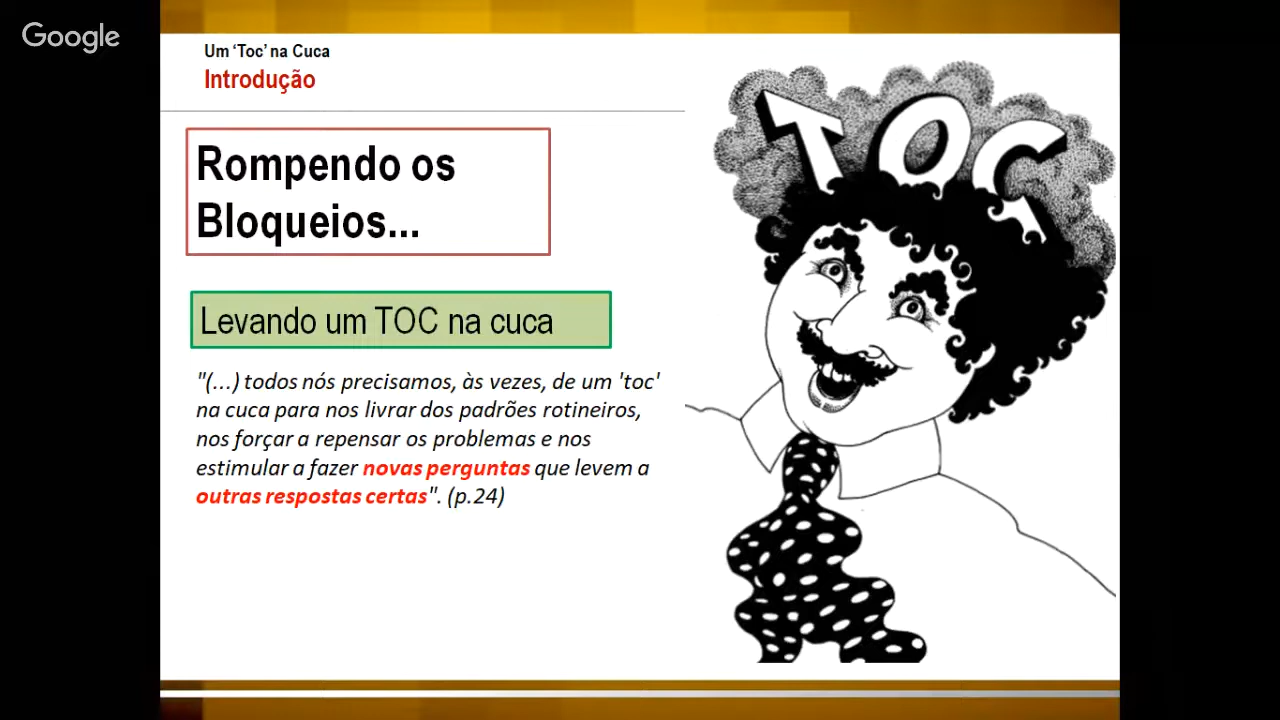 Google
Um ‘Toc’ na Cuca
Introdução
Rompendo os
Bloqueios...
Levando um TOC na cuca
"(...) todos nós precisamos, às vezes, de um 'toc'
na cuca para nos livrar dos padrões rotineiros,
nos forçar a repensar os problemas e nos
estimular a fazer novas perguntas que levem a
outras respostas certas". (p.24)
TOC